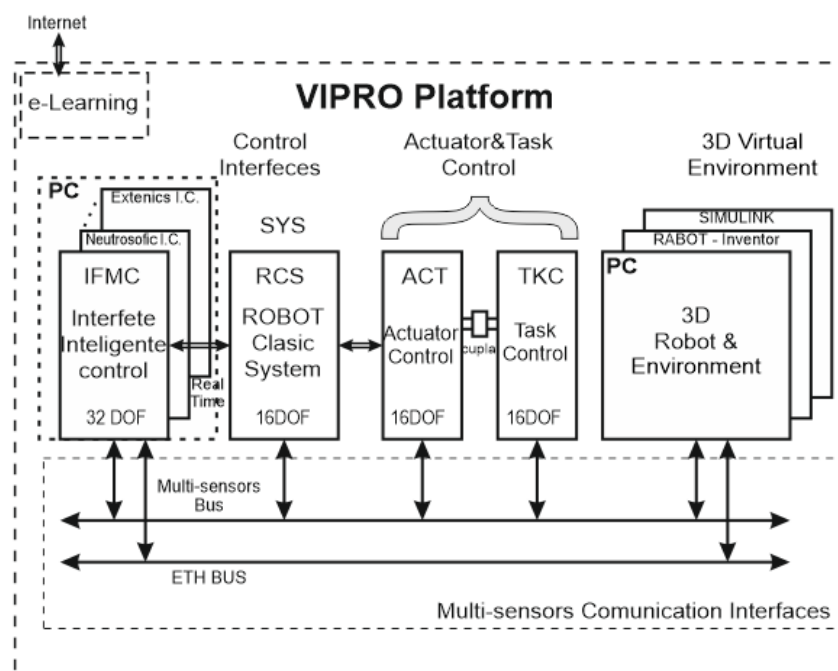 Internet
e-Learning
VIPRO Platform
Control
Interfeces
Actuator&Task
Control
3D Virtual
Environment
PC
Extenics I.C.
Neutrosofic I.C.
IFMC
Interfete
Inteligente
control
32 DOF
Real
Time
SYS
RCS
ROBOT
Clasic
System
16DOF
ACT
Actuator
Control
16DOF
cupla
TKC
Task
Control
16DOF
SIMULINK
RABOT - Inventor
PC
3D
Robot &
Environment
Multi-sensors
Bus
ETH BUS
Multi-sensors Comunication Interfaces